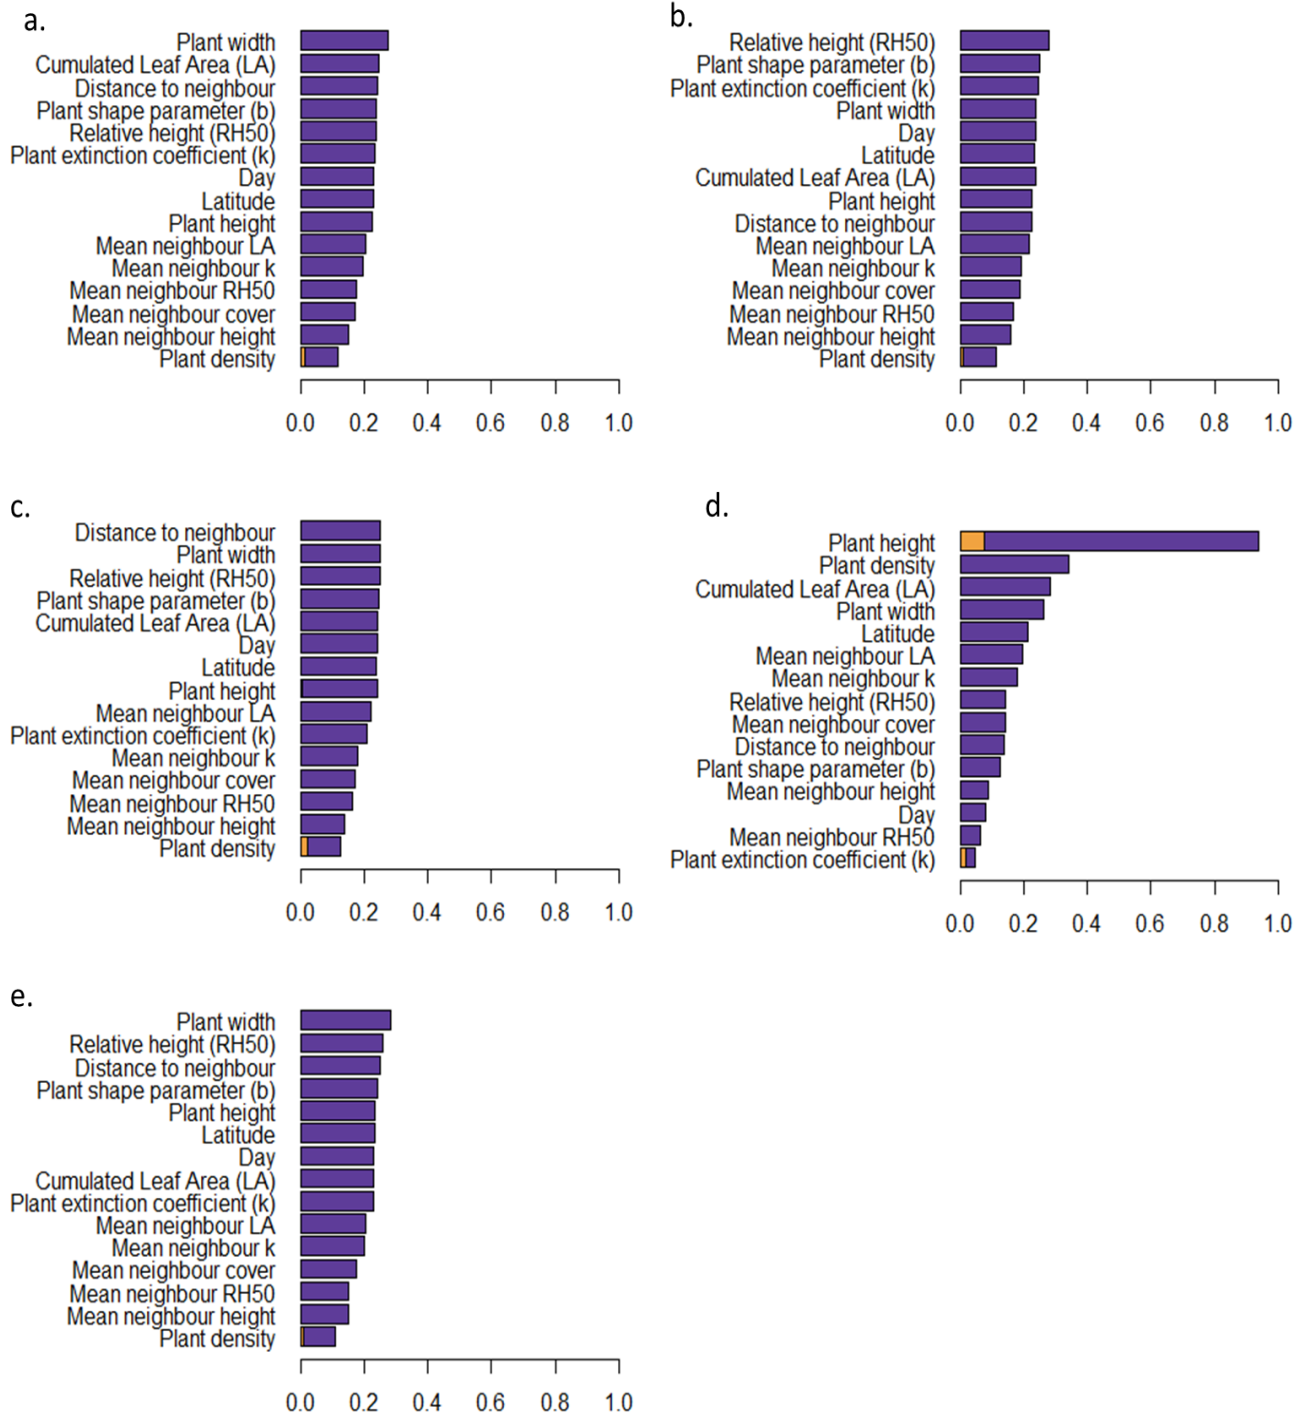 a.
Plant width
Cumulated Leaf Area (LA)
Distance to neighbour
Plant shape parameter (b)
Relative height (RH50)
Plant extinction coefficient (k)
Day
Latitude
Plant height
Mean neighbour LA
Mean neighbour k
Mean neighbour RH50
Mean neighbour cover
Mean neighbour height
Plant density
0.0 0.2 0.4 0.6 0.8 1.0
b.
Relative height (RH50)
Plant shape parameter (b)
Plant extinction coefficient (k)
Plant width
Day
Latitude
Cumulated Leaf Area (LA)
Plant height
Distance to neighbour
Mean neighbour LA
Mean neighbour k
Mean neighbour cover
Mean neighbour RH50
Mean neighbour height
Plant density
0.0 0.2 0.4 0.6 0.8 1.0
c.
Distance to neighbour
Plant width
Relative height (RH50)
Plant shape parameter (b)
Cumulated Leaf Area (LA)
Day
Latitude
Plant height
Mean neighbour LA
Plant extinction coefficient (k)
Mean neighbour k
Mean neighbour cover
Mean neighbour RH50
Mean neighbour height
Plant density
0.0 0.2 0.4 0.6 0.8 1.0
d.
Plant height
Plant density
Cumulated Leaf Area (LA)
Plant width
Latitude
Mean neighbour LA
Mean neighbour k
Relative height (RH50)
Mean neighbour cover
Distance to neighbour
Plant shape parameter (b)
Mean neighbour height
Day
Mean neighbour RH50
Plant extinction coefficient (k)
0.0 0.2 0.4 0.6 0.8 1.0
e.
Plant width
Relative height (RH50)
Distance to neighbour
Plant shape parameter (b)
Plant height
Latitude
Day
Cumulated Leaf Area (LA)
Plant extinction coefficient (k)
Mean neighbour LA
Mean neighbour k
Mean neighbour cover
Mean neighbour RH50
Mean neighbour height
Plant density
0.0 0.2 0.4 0.6 0.8 1.0